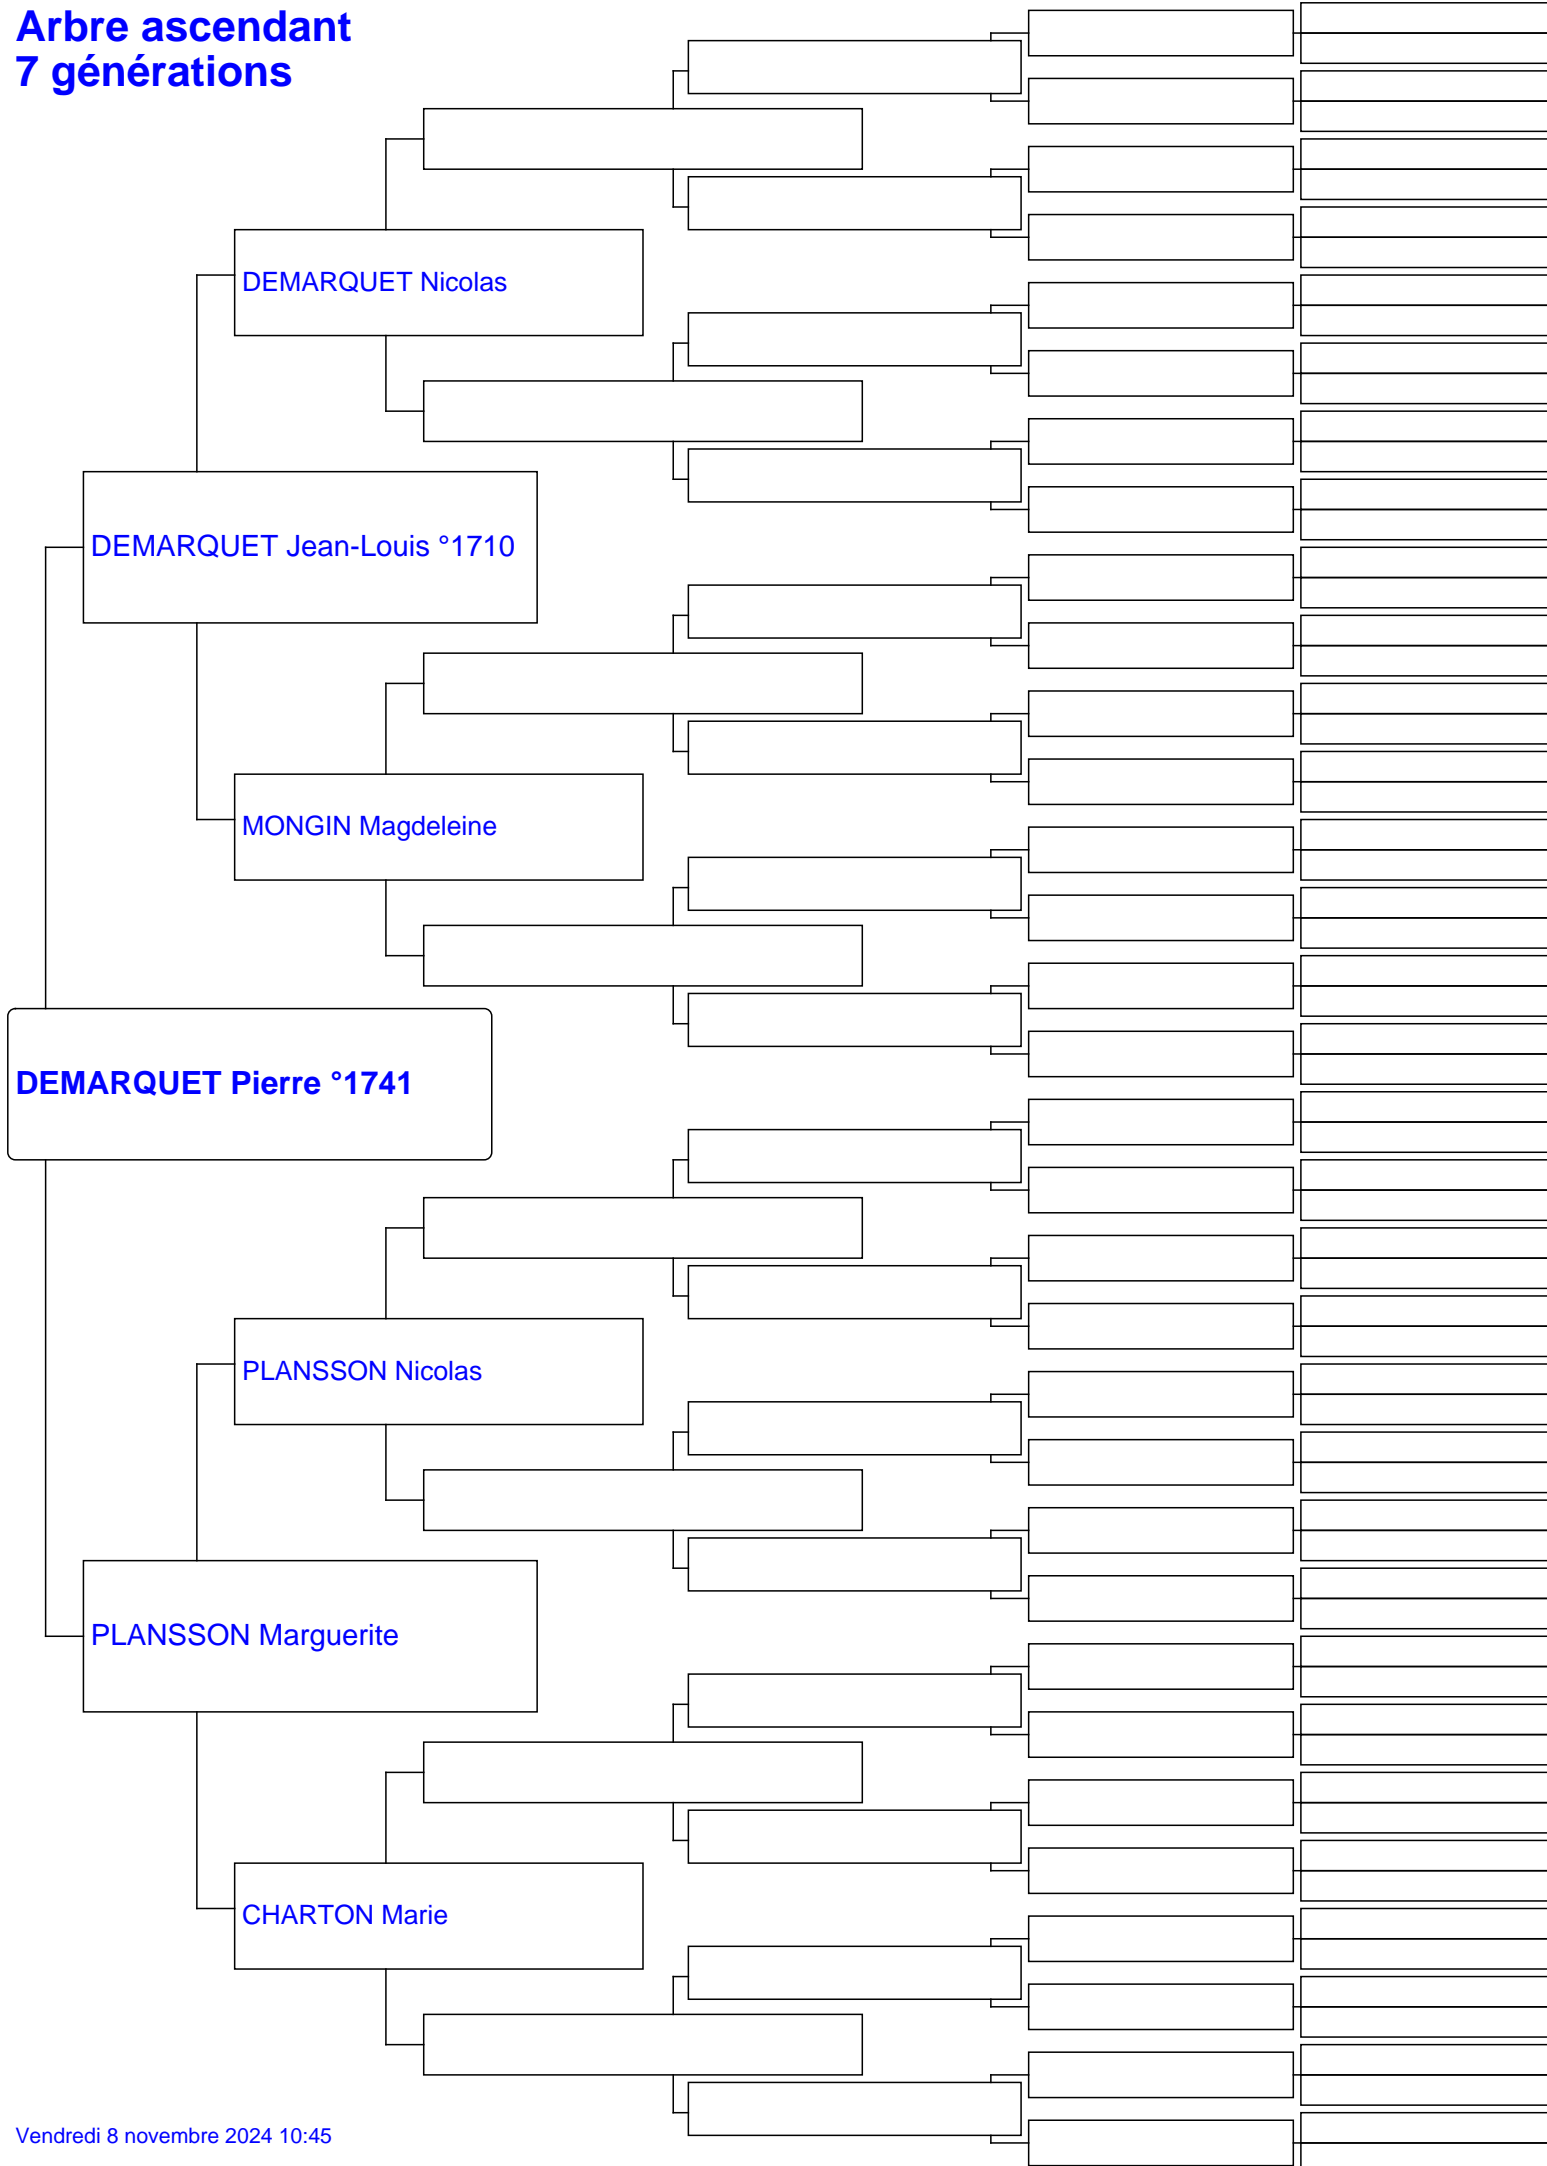 Arbre ascendant
7 générations
DEMARQUET Nicolas
DEMARQUET Jean-Louis °1710
MONGIN Magdeleine
DEMARQUET Pierre °1741
PLANSSON Nicolas
PLANSSON Marguerite
CHARTON Marie
Vendredi 8 novembre 2024 10:45